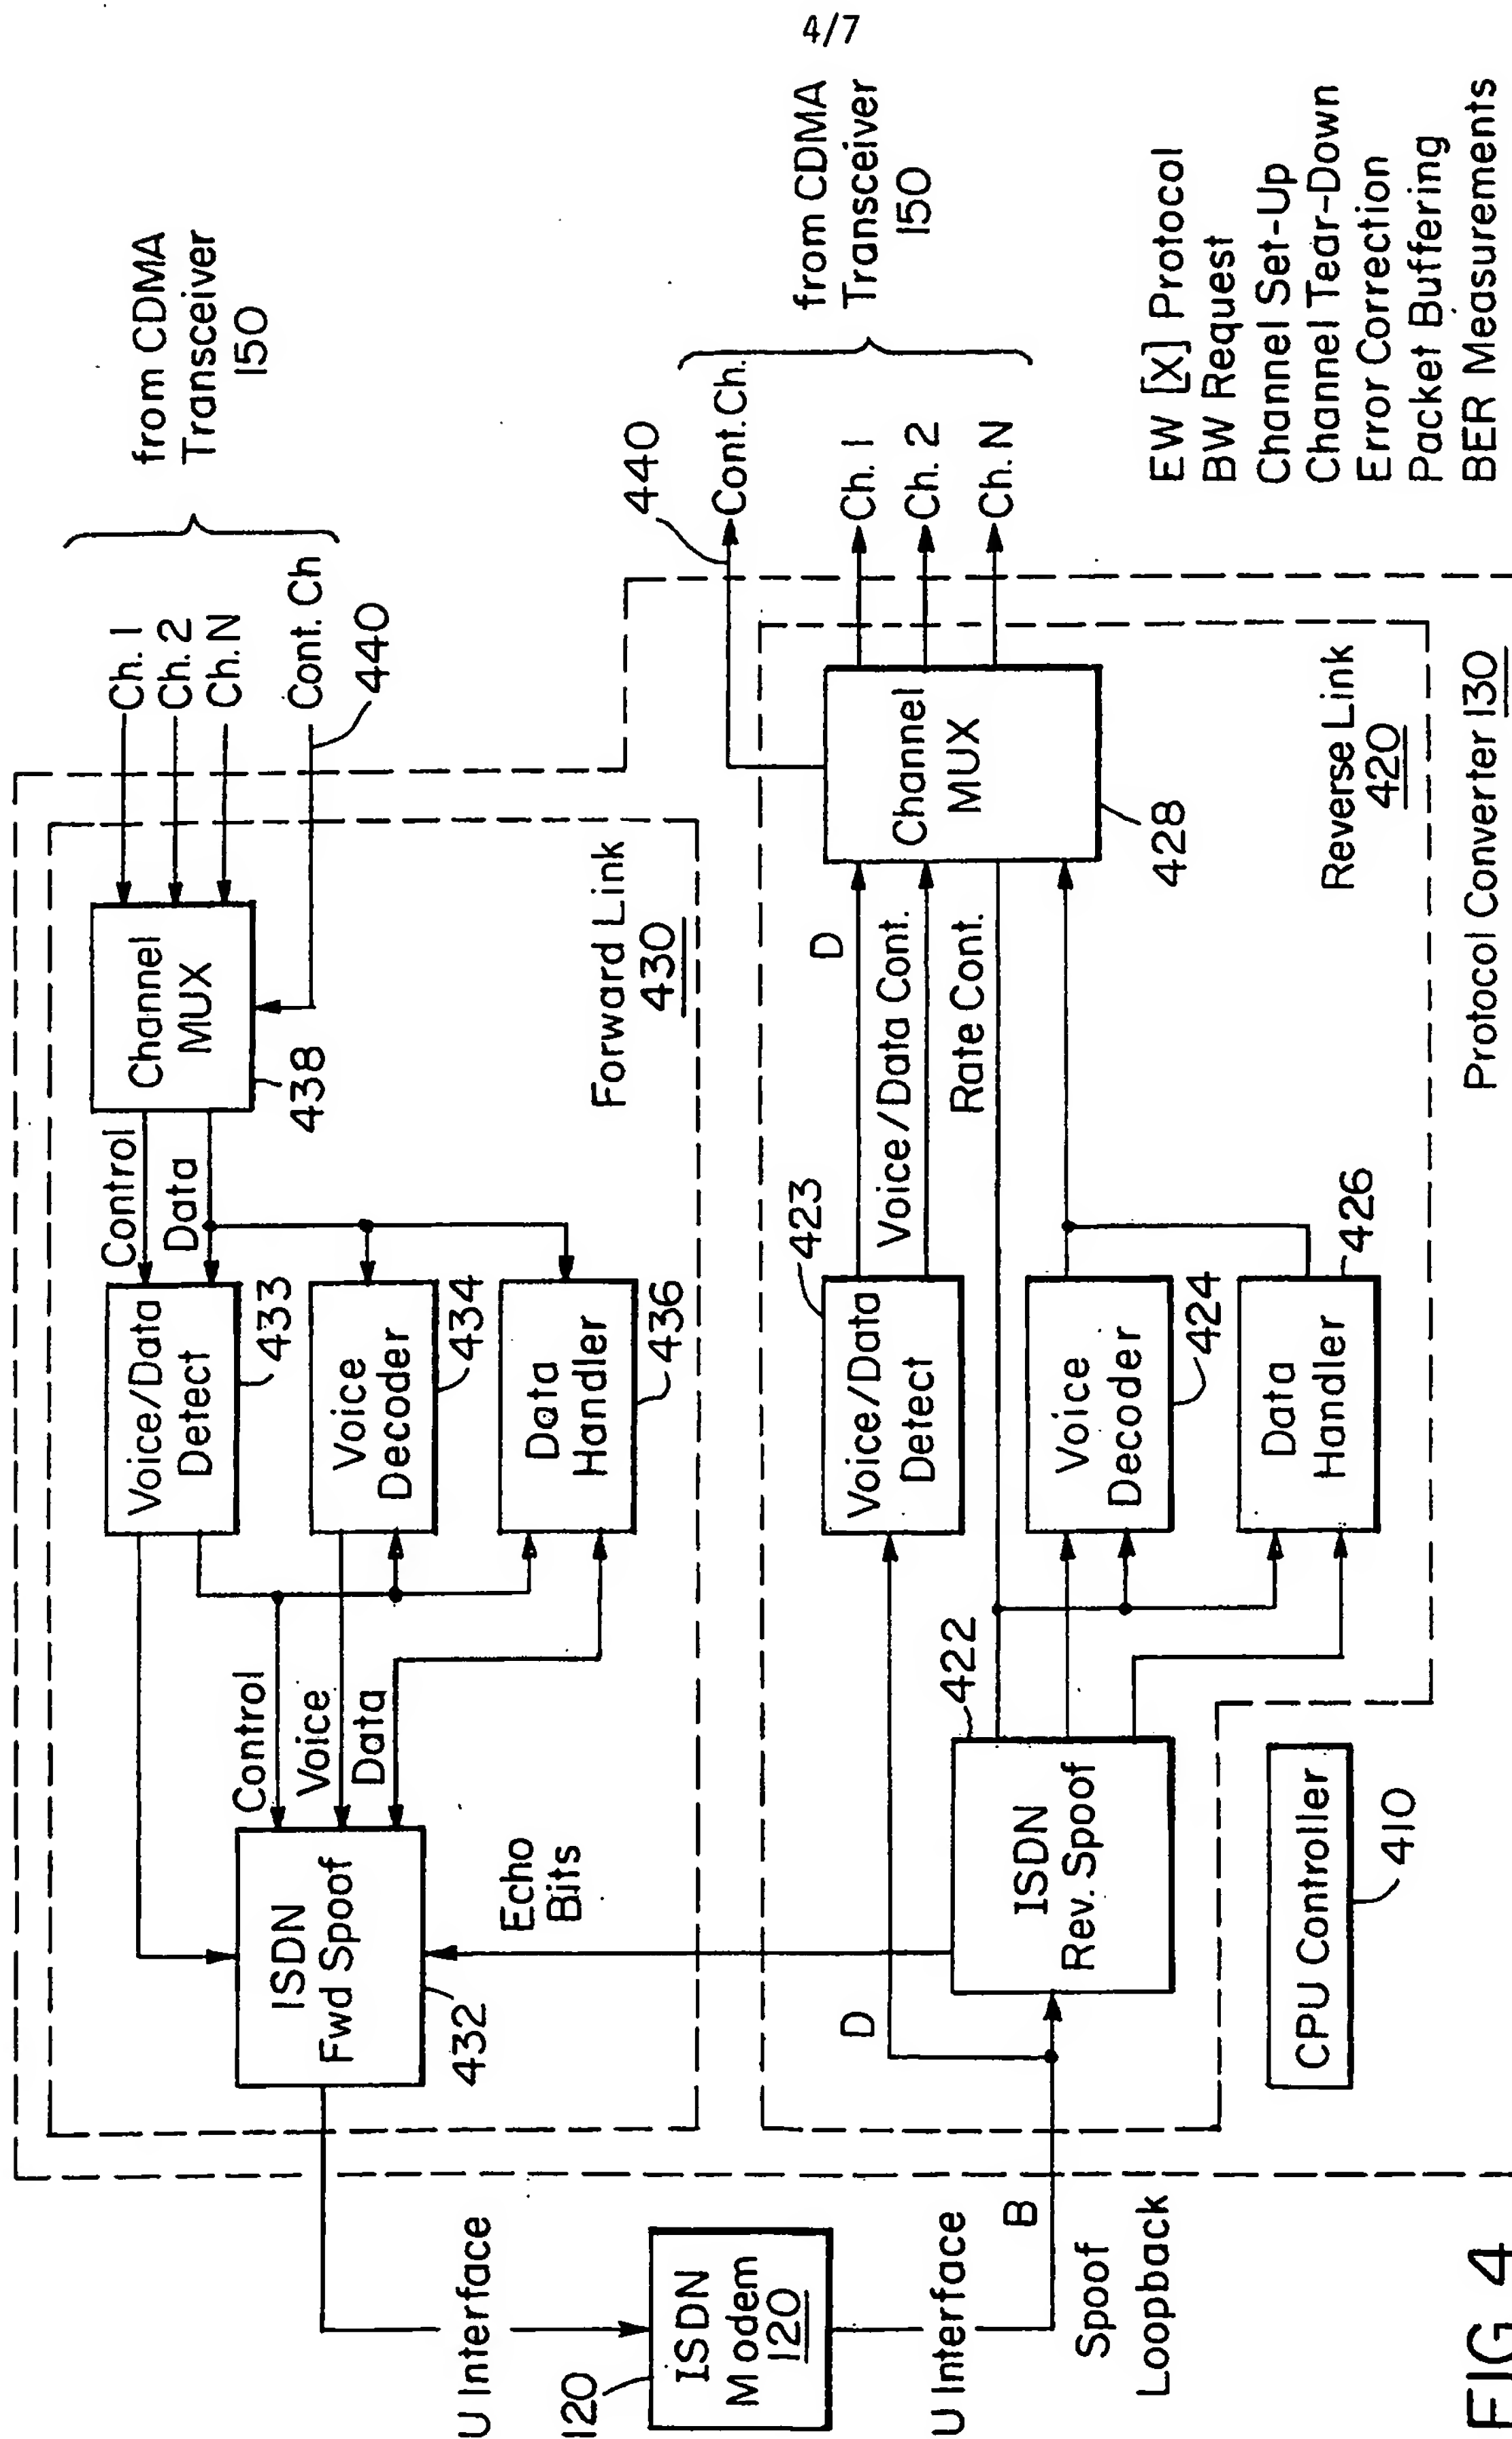 4/7
from CDMA
Transceiver
150
Ch. 1
Ch. 2
Ch. N
Cont. Ch
440
Channel
MUX
438
Control
Data
Voice/Data
Detect
433
Voice
Decoder
434
Data
Handler
436
Forward Link
430
Control
Voice
Data
ISDN
Fwd Spoof
432
Echo
Bits
U Interface
120
ISDN
Modem
120
U Interface
B
Spoof
Loopback
D
ISDN
Rev. Spoof
422
Voice/Data
Detect
423
Voice
Decoder
424
Data
Handler
426
D
Voice/Data Cont.
Rate Cont.
Channel
MUX
428
440
Cont. Ch.
Ch. 1
Ch. 2
Ch. N
from CDMA
Transceiver
150
Reverse Link
420
CPU Controller
410
Protocol Converter 130
EW [X] Protocol
BW Request
Channel Set-Up
Channel Tear-Down
Error Correction
Packet Buffering
BER Measurements
FIG. 4